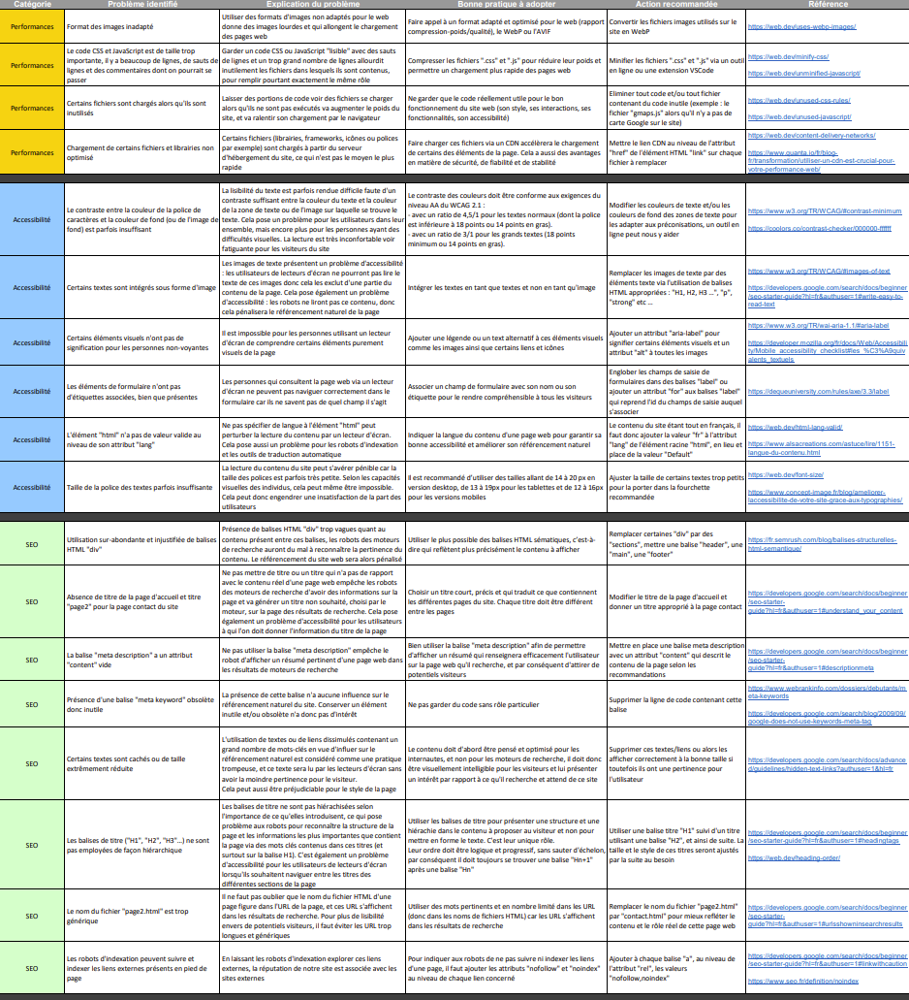 Catégorie Problème identifié Explication du problème Bonne pratique à adopter Action recommandée Référence
Performances
Format des images inadapté
Utiliser des formats d'images non adaptés pour le web
donne des images lourdes et qui allongent le chargement
des pages web
Faire appel à un format adapté et optimisé pour le web (rapport
compression-poids/qualité), le WebP ou l'AVIF
Convertir les fichiers images utilisés sur le
site en WebP
https://web.dev/uses-webp-images/
Performances
Le code CSS et JavaScript est de taille trop
importante, il y a beaucoup de lignes, de sauts de
lignes et des commentaires dont on pourrait se
passer
Garder un code CSS ou JavaScript "lisible" avec des sauts
de lignes et un trop grand nombre de lignes allourdit
inutilement les fichiers dans lesquels ils sont contenus,
pour remplir pourtant exactement le même rôle
Compresser les fichiers ".css" et ".js" pour réduire leur poids et
permettre un chargement plus rapide des pages web
Minifier les fichiers ".css" et ".js" via un outil
en ligne ou une extension VSCode
https://web.dev/minify-css/
https://web.dev/unminified-javascript/
Performances
Certains fichiers sont chargés alors qu'ils sont
inutilisés
Laisser des portions de code voir des fichiers se charger
alors qu'ils ne sont pas exécutés va augmenter le poids du
site, et va ralentir son chargement par le navigateur
Ne garder que le code réellement utile pour le bon
fonctionnement du site web (son style, ses interactions, ses
fonctionnalités, son accessibilité)
Eliminer tout code et/ou tout fichier
contenant du code inutile (exemple : le
fichier "gmaps.js" alors qu'il n'y a pas de
carte Google sur le site)
https://web.dev/unused-css-rules/
https://web.dev/unused-javascript/
Performances
Chargement de certains fichiers et librairies non
optimisé
Certains fichiers (librairies, frameworks, icônes ou polices
par exemple) sont chargés à partir du serveur
d'hébergement du site, ce qui n'est pas le moyen le plus
rapide
Faire charger ces fichiers via un CDN accélèrera le chargement
de certains éléments de la page. Cela a aussi des avantages
en matière de sécurité, de fiabilité et de stabilité
Mettre le lien CDN au niveau de l'attribut
"href" de l'élément HTML "link" sur chaque
fichier à remplacer
https://web.dev/content-delivery-networks/
https://www.quanta.io/fr/blog-
fr/transformation/utiliser-un-cdn-est-crucial-pour-
votre-performance-web/
Accessibilité
Le contraste entre la couleur de la police de
caractères et la couleur de fond (ou de l'image de
fond) est parfois insuffisant
La lisibilité du texte est parfois rendue difficile faute d'un
contraste suffisant entre la couleur du texte et la couleur
de la zone de texte ou de l'image sur laquelle se trouve le
texte. Cela pose un problème pour les utilisateurs dans leur
ensemble, mais encore plus pour les personnes ayant des
difficultés visuelles. La lecture est très inconfortable voir
fatiguante pour les visiteurs du site
Le contraste des couleurs doit être conforme aux exigences du
niveau AA du WCAG 2.1 :
- avec un ratio de 4,5/1 pour les textes normaux (dont la police
est inférieure à 18 points ou 14 points en gras).
- avec un ratio de 3/1 pour les grands textes (18 points
minimum ou 14 points en gras).
Modifier les couleurs de texte et/ou les
couleurs de fond des zones de texte pour
les adapter aux préconisations, un outil en
ligne peut nous y aider
https://www.w3.org/TR/WCAG/#contrast-minimum
https://coolors.co/contrast-checker/000000-ffffff
Accessibilité
Certains textes sont intégrés sous forme d'image
Les images de texte présentent un problème d'accessibilité
: les utilisateurs de lecteurs d'écran ne pourront pas lire le
texte de ces images donc cela les exclut d'une partie du
contenu de la page. Cela pose également un problème
d'accessibilité : les robots ne liront pas ce contenu, donc
cela pénalisera le référencement naturel de la page
Intégrer les textes en tant que textes et non en tant qu'image
Remplacer les images de texte par des
éléments texte via l'utilisation de balises
HTML appropriées : "H1, H2, H3 ...", "p",
"strong" etc ...
https://www.w3.org/TR/WCAG/#images-of-text
https://developers.google.com/search/docs/beginner
/seo-starter-guide?hl=fr&authuser=1#write-easy-to-
read-text
Accessibilité
Certains éléments visuels n'ont pas de
signification pour les personnes non-voyantes
Il est impossible pour les personnes utilisant un lecteur
d'écran de comprendre certains éléments purement
visuels de la page
Ajouter une légende ou un text alternatif à ces éléments visuels
comme les images ainsi que certains liens et icônes
Ajouter un attribut "aria-label" pour
signifier certains éléments visuels et un
attribut "alt" à toutes les images
https://www.w3.org/TR/wai-aria-1.1/#aria-label
https://developer.mozilla.org/fr/docs/Web/Accessibili
ty/Mobile_accessibility_checklist#les_%C3%A9quiv
alents_textuels
Accessibilité
Les éléments de formulaire n'ont pas
d'étiquettes associées, bien que présentes
Les personnes qui consultent la page web via un lecteur
d'écran ne peuvent pas naviguer correctement dans le
formulaire car ils ne savent pas de quel champ il s'agit
Associer un champ de formulaire avec son nom ou son
étiquette pour le rendre compréhensible à tous les visiteurs
Englober les champs de saisie de
formulaires dans des balises "label" ou
ajouter un attribut "for" aux balises "label"
qui reprend l'id du champs de saisie auquel
s'associer
https://dequeuniversity.com/rules/axe/3.3/label
Accessibilité
L'élément "html" n'a pas de valeur valide au
niveau de son attribut "lang"
Ne pas spécifier de langue à l'élément "html" peut
perturber la lecture du contenu par un lecteur d'écran.
Cela pose aussi un problème pour les robots d'indexation
et les outils de traduction automatique
Indiquer la langue du contenu d'une page web pour garantir sa
bonne accessibilité et améliorer son référencement naturel
Le contenu du site étant tout en français, il
faut donc ajouter la valeur "fr" à l'attribut
"lang" de l'élément racine "html", en lieu et
place de la valeur "Default"
https://web.dev/html-lang-valid/
https://www.alsacreations.com/astuce/lire/1151-
langue-du-contenu.html
Accessibilité
Taille de la police des textes parfois insuffisante
La lecture du contenu du site peut s'avérer pénible car la
taille des polices est parfois très petite. Selon les capacités
visuelles des individus, cela peut même être impossible.
Cela peut donc engendrer une insatisfaction de la part des
utilisateurs
Il est recommandé d'utiliser des tailles allant de 14 à 20 px en
version desktop, de 13 à 19px pour les tablettes et de 12 à 16px
pour les versions mobiles
Ajuster la taille de certains textes trop petits
pour la porter dans la fourchette
recommandée
https://web.dev/font-size/
https://www.concept-image.fr/blog/ameliorer-
laccessibilite-de-votre-site-grace-aux-typographies/
SEO
Utilisation sur-abondante et injustifiée de balises
HTML "div"
Présence de balises HTML "div" trop vagues quant au
contenu présent entre ces balises, les robots des moteurs
de recherche auront du mal à reconnaître la pertinence du
contenu. Le référencement du site web sera alors pénalisé
Utiliser le plus possible des balises HTML sématiques, c'est-à-
dire qui reflètent plus précisément le contenu à afficher
Remplacer certaines "div" par des
"sections", mettre une balise "header", une
"main", une "footer"
https://fr.semrush.com/blog/balises-structurelles-
html-semantique/
SEO
Absence de titre de la page d'accueil et titre
"page2" pour la page contact du site
Ne pas mettre de titre ou un titre qui n'a pas de rapport
avec le contenu réel d'une page web empêche les robots
des moteurs de recherche d'avoir des informations sur la
page et va générer un titre non souhaité, choisi par le
moteur, sur la page des résultats de recherche. Cela pose
également un problème d'accessibilité pour les utilisateurs
à qui l'on doit donner l'information du titre de la page
Choisir un titre court, précis et qui traduit ce que contiennent
les différentes pages du site. Chaque titre doit être différent
entre les pages
Modifier le titre de la page d'accueil et
donner un titre approprié à la page contact
https://developers.google.com/search/docs/beginner
/seo-starter-
guide?hl=fr&authuser=1#understand_your_content
SEO
La balise "meta description" a un attribut
"content" vide
Ne pas utiliser la balise "meta description" empêche le
robot d'afficher un résumé pertinent d'une page web dans
les résultats de moteurs de recherche
Bien utiliser la balise "meta description" afin de permettre
d'afficher un résumé qui renseignera efficacement l'utilisateur
sur la page web qu'il recherche, et par conséquent d'attirer de
potentiels visiteurs
Mettre en place une balise meta description
avec un attribut "content" qui décrit le
contenu de la page selon les
recommandations
https://developers.google.com/search/docs/beginner
/seo-starter-
guide?hl=fr&authuser=1#descriptionmeta
SEO
Présence d'une balise "meta keyword" obsolète
donc inutile
La présence de cette balise n'a aucune influence sur le
référencement naturel du site. Conserver un élément
inutile et/ou obsolète n'a donc pas d'intérêt
Ne pas garder du code sans rôle particulier
Supprimer la ligne de code contenant cette
balise
https://www.webrankinfo.com/dossiers/debutants/m
eta-keywords
https://developers.google.com/search/blog/2009/09/
google-does-not-use-keywords-meta-tag
SEO
Certains textes sont cachés ou de taille
extrêmement réduite
L'utilisation de textes ou de liens dissumulés contenant un
grand nombre de mots-clés en vue d'influer sur le
référencement naturel est considéré comme une pratique
trompeuse, et ce texte sera lu par les lecteurs d'écran sans
avoir la moindre pertinence pour le visiteur.
Cela peut aussi être préjudiciable pour le style de la page
Le contenu doit d'abord être pensé et optimisé pour les
internautes, et non pour les moteurs de recherche, il doit donc
être visuellement intelligible pour les visiteurs et lui présenter
un intérêt par rapport à ce qu'il recherche et attend de ce site
Supprimer ces textes/liens ou alors les
afficher correctement à la bonne taille si
toutefois ils ont une pertinence pour
l'utilisateur
https://developers.google.com/search/docs/advance
d/guidelines/hidden-text-links?authuser=1&hl=fr
SEO
Les balises de titre ("H1", "H2", "H3"...) ne sont
pas employées de façon hiérarchique
Les balises de titre ne sont pas hiérachisées selon
l'importance de ce qu'elles introduisent, ce qui pose
problème aux robots pour reconnaître la structure de la
page et les informations les plus importantes que contient
la page via des mots clés contenus dans ces titres (et
surtout sur la balise H1). C'est également un problème
d'accessibilité pour les utilisateurs de lecteurs d'écran
lorsqu'ils souhaitent naviguer entre les titres des
différentes sections de la page
Utiliser les balises de titre pour présenter une structure et une
hiérachie dans le contenu à proposer au visiteur et non pour
mettre en forme le texte. C'est leur unique rôle.
Leur ordre doit être logique et progressif, sans sauter d'échelon,
par conséquent il doit toujours se trouver une balise "Hn+1"
après une balise "Hn"
Utiliser une balise titre "H1" suivi d'un titre
utilisant une balise "H2", et ainsi de suite. La
taille et le style de ces titres seront ajustés
par la suite au besoin
https://developers.google.com/search/docs/beginner
/seo-starter-guide?hl=fr&authuser=1#headingtags
https://web.dev/heading-order/
SEO
Le nom du fichier "page2.html" est trop
générique
Il ne faut pas oublier que le nom du fichier HTML d'une
page figure dans l'URL de la page, et ces URL s'affichent
dans les résultats de recherche. Pour plus de lisibilité
envers de potentiels visiteurs, il faut éviter les URL trop
longues et génériques
Utiliser des mots pertinents et en nombre limité dans les URL
(donc dans les noms de fichiers HTML) car les URL s'affichent
dans les résultats de recherche
Remplacer le nom du fichier "page2.html"
par "contact.html" pour mieux refléter le
contenu et le rôle réel de cette page web
https://developers.google.com/search/docs/beginner
/seo-starter-
guide?hl=fr&authuser=1#urlsshowninsearchresults
SEO
Les robots d'indexation peuvent suivre et
indexer les liens externes présents en pied de
page
En laissant les robots d'indexation explorer ces liens
externes, la réputation de notre site est associée avec les
sites externes
Pour indiquer aux robots de ne pas suivre ni indexer les liens
d'une page, il faut ajouter les attributs "nofollow" et "noindex"
au niveau de chaque lien concerné
Ajouter à chaque balise "a", au niveau de
l'attribut "rel", les valeurs
"nofollow,noindex"
https://developers.google.com/search/docs/beginner
/seo-starter-guide?hl=fr&authuser=1#linkwithcaution
https://www.seo.fr/definition/noindex